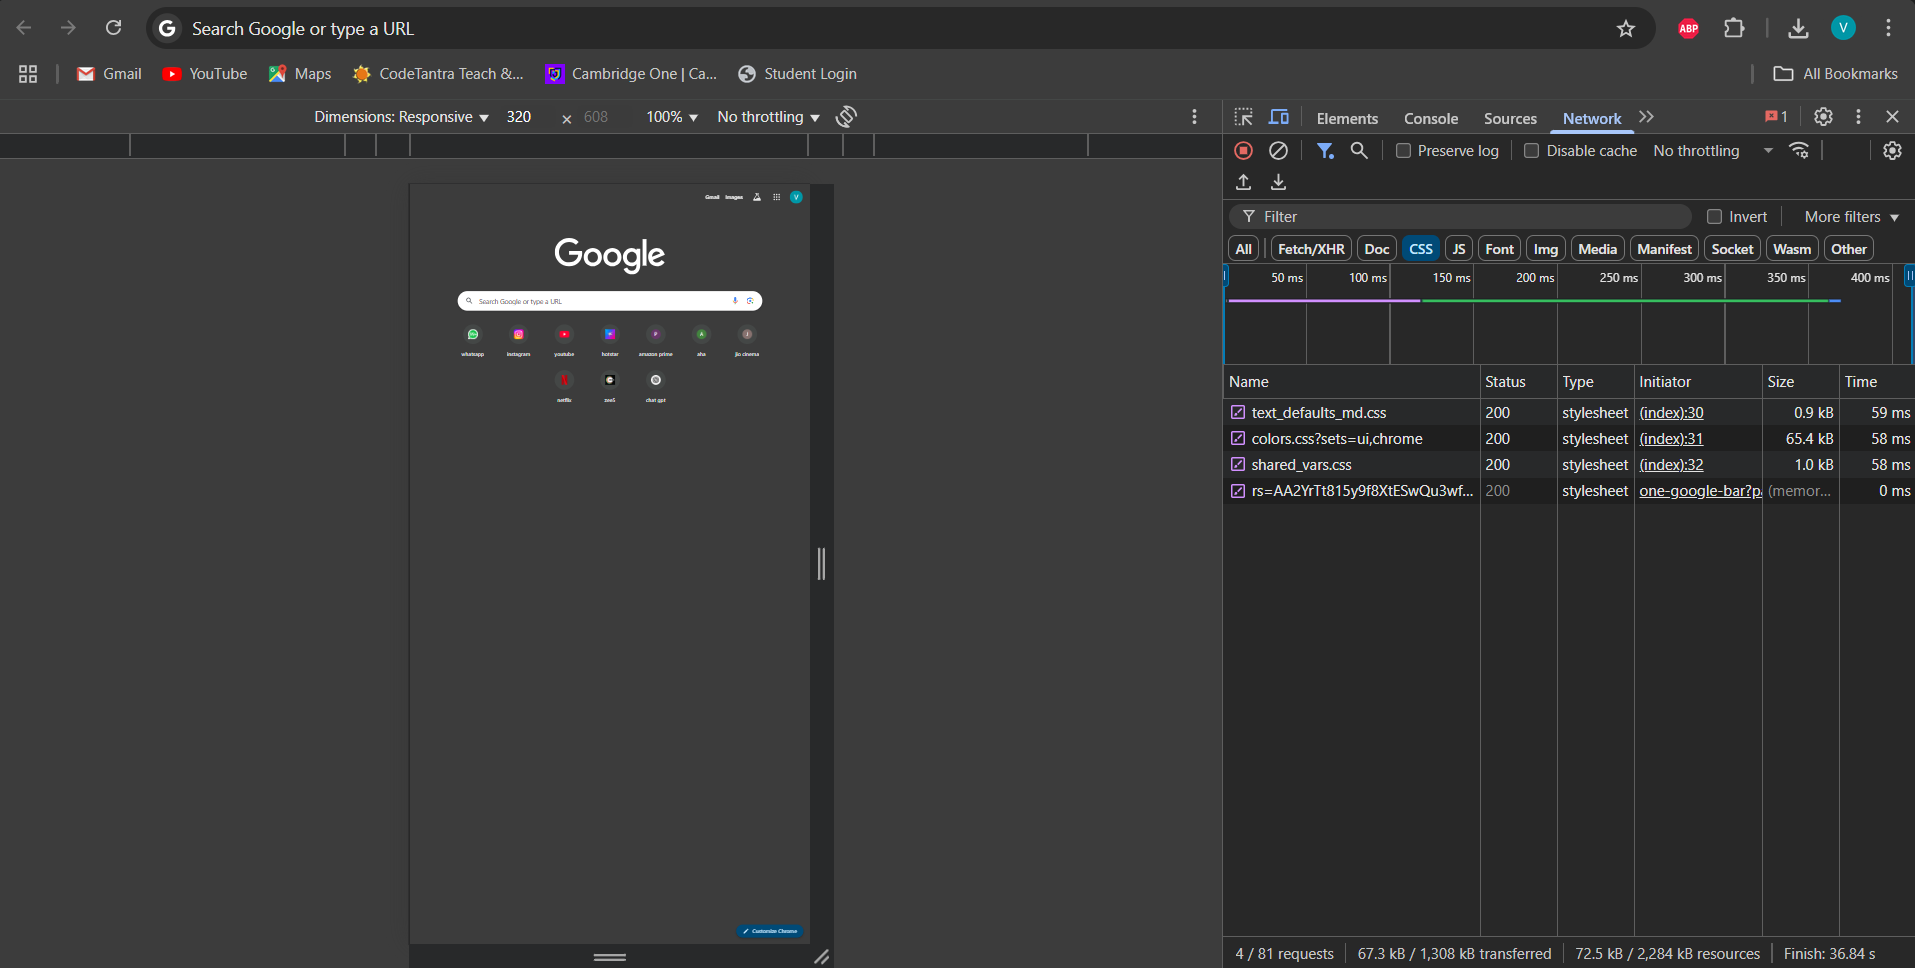 Search Google or type a URL
ABP
V
Gmail YouTube Maps CodeTantra Teach &... Cambridge One | Ca... Student Login All Bookmarks
Dimensions: Responsive 320 × 608 100% No throttling
Gmail Images V
Google
Search Google or type a URL
whatsapp instagram youtube hotstar amazon prime aha jio cinema
netflix zee5 chat gpt
Customize Chrome
Elements Console Sources Network 1
Preserve log Disable cache No throttling
Filter Invert More filters
All Fetch/XHR Doc CSS JS Font Img Media Manifest Socket Wasm Other
50 ms 100 ms 150 ms 200 ms 250 ms 300 ms 350 ms 400 ms
Name Status Type Initiator Size Time
text_defaults_md.css 200 stylesheet (index):30 0.9 kB 59 ms
colors.css?sets=ui,chrome 200 stylesheet (index):31 65.4 kB 58 ms
shared_vars.css 200 stylesheet (index):32 1.0 kB 58 ms
rs=AA2YrTt815y9f8XtESwQu3wf... 200 stylesheet one-google-bar?pa (memor... 0 ms
4 / 81 requests 67.3 kB / 1,308 kB transferred 72.5 kB / 2,284 kB resources Finish: 36.84 s